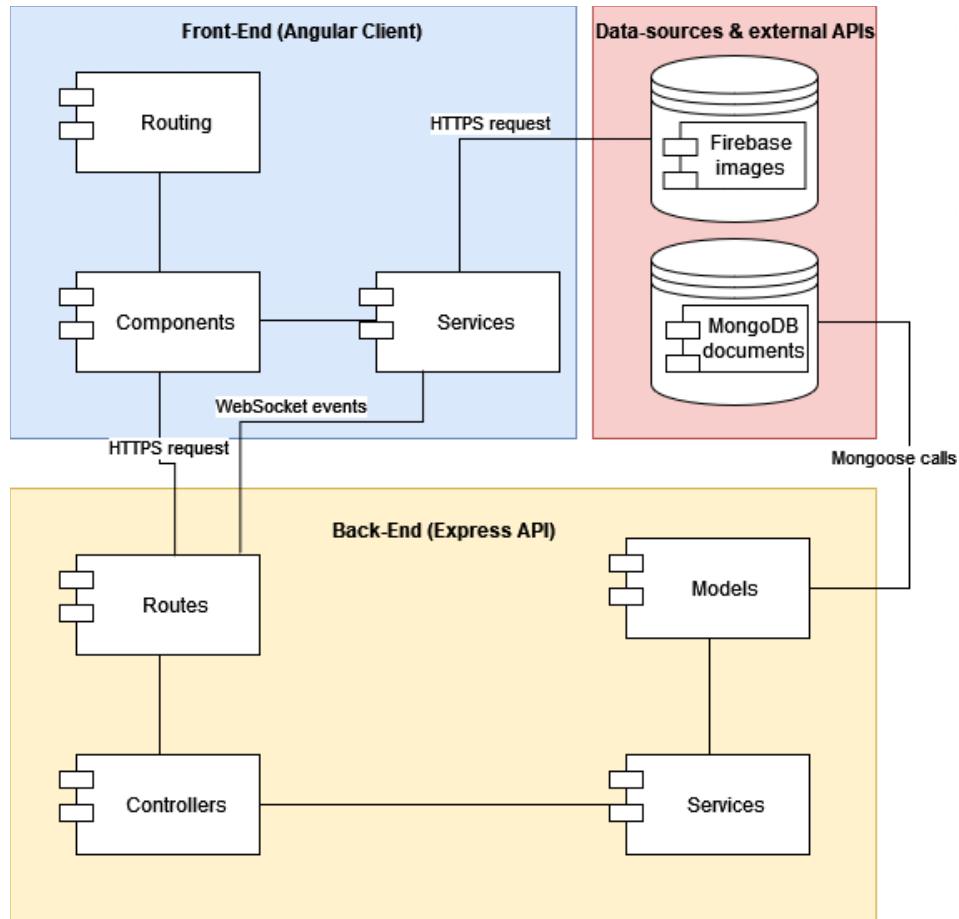 Front-End (Angular Client)
Data-sources & external APIs
Routing
HTTPS request
Firebase
images
Components
Services
MongoDB
documents
WebSocket events
HTTPS request
Mongoose calls
Back-End (Express API)
Routes
Models
Controllers
Services